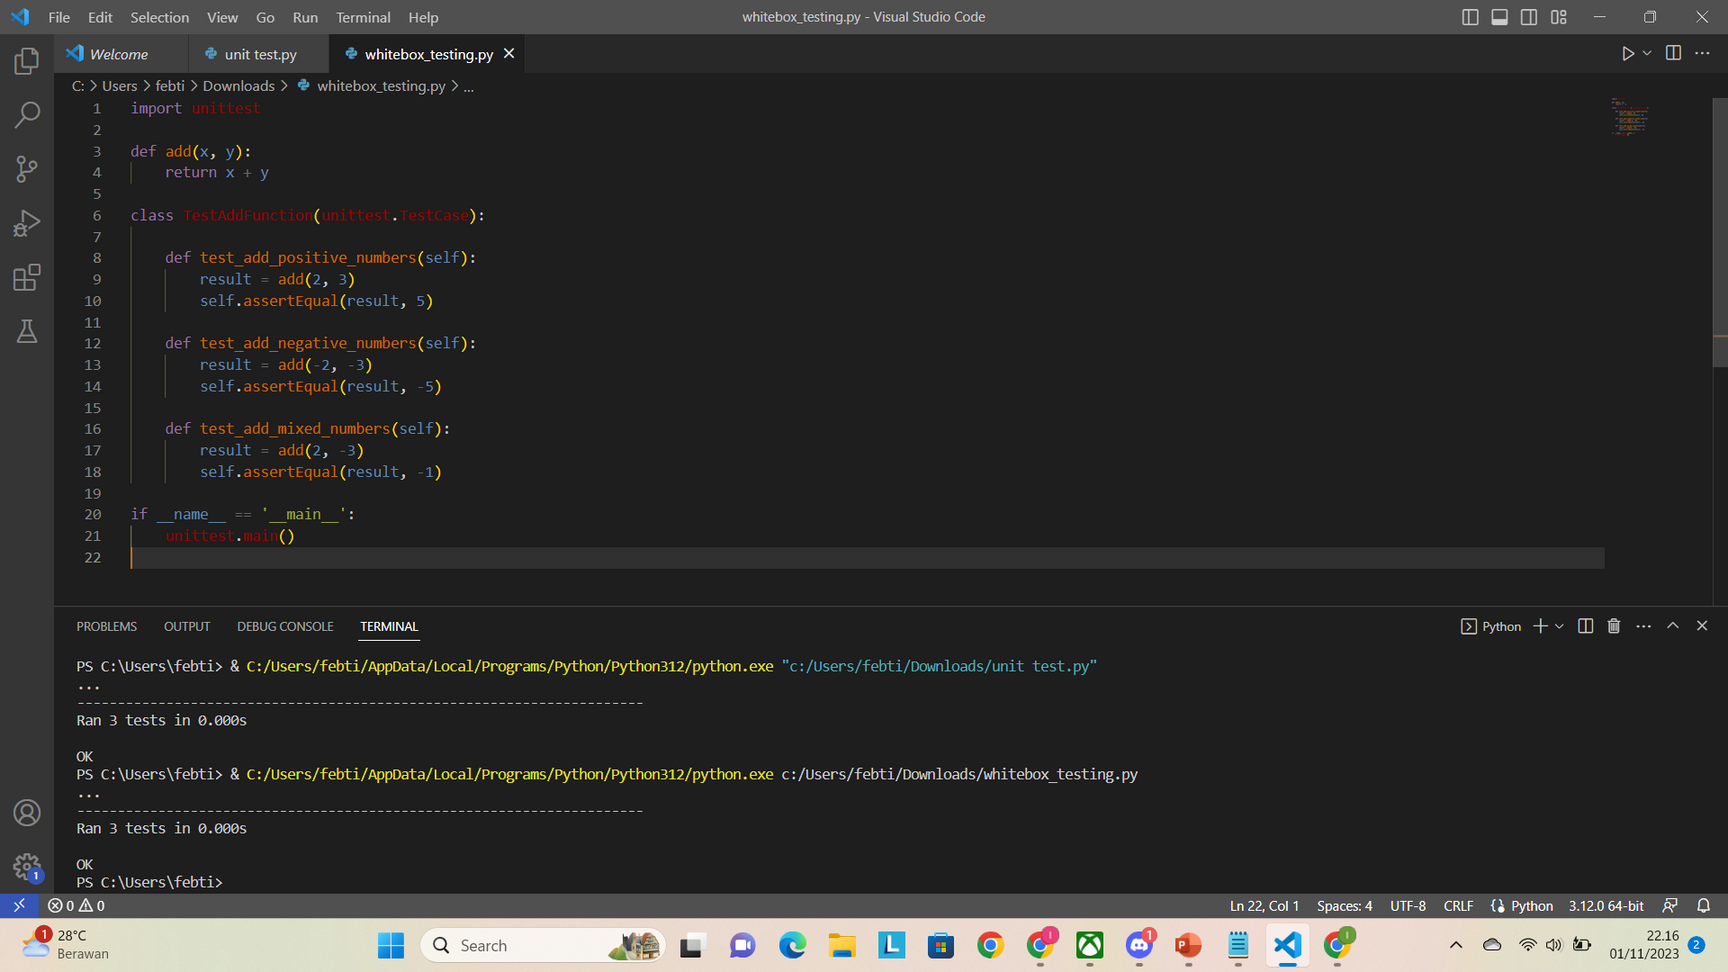 File Edit Selection View Go Run Terminal Help
whitebox_testing.py - Visual Studio Code
Welcome unit test.py whitebox_testing.py
C: > Users > febti > Downloads > whitebox_testing.py > ...
1 import unittest
2
3 def add(x, y):
4     return x + y
5
6 class TestAddFunction(unittest.TestCase):
7
8     def test_add_positive_numbers(self):
9         result = add(2, 3)
10         self.assertEqual(result, 5)
11
12     def test_add_negative_numbers(self):
13         result = add(-2, -3)
14         self.assertEqual(result, -5)
15
16     def test_add_mixed_numbers(self):
17         result = add(2, -3)
18         self.assertEqual(result, -1)
19
20 if __name__ == '__main__':
21     unittest.main()
22
PROBLEMS OUTPUT DEBUG CONSOLE TERMINAL
Python
PS C:\Users\febti> & C:/Users/febti/AppData/Local/Programs/Python/Python312/python.exe "c:/Users/febti/Downloads/unit test.py"
...
----------------------------------------------------------------------
Ran 3 tests in 0.000s
OK
PS C:\Users\febti> & C:/Users/febti/AppData/Local/Programs/Python/Python312/python.exe c:/Users/febti/Downloads/whitebox_testing.py
...
----------------------------------------------------------------------
Ran 3 tests in 0.000s
OK
PS C:\Users\febti>
1
0 0
Ln 22, Col 1 Spaces: 4 UTF-8 CRLF Python 3.12.0 64-bit
1
28°C
Berawan
Search
L
I
1
P
I
22.16
01/11/2023
2